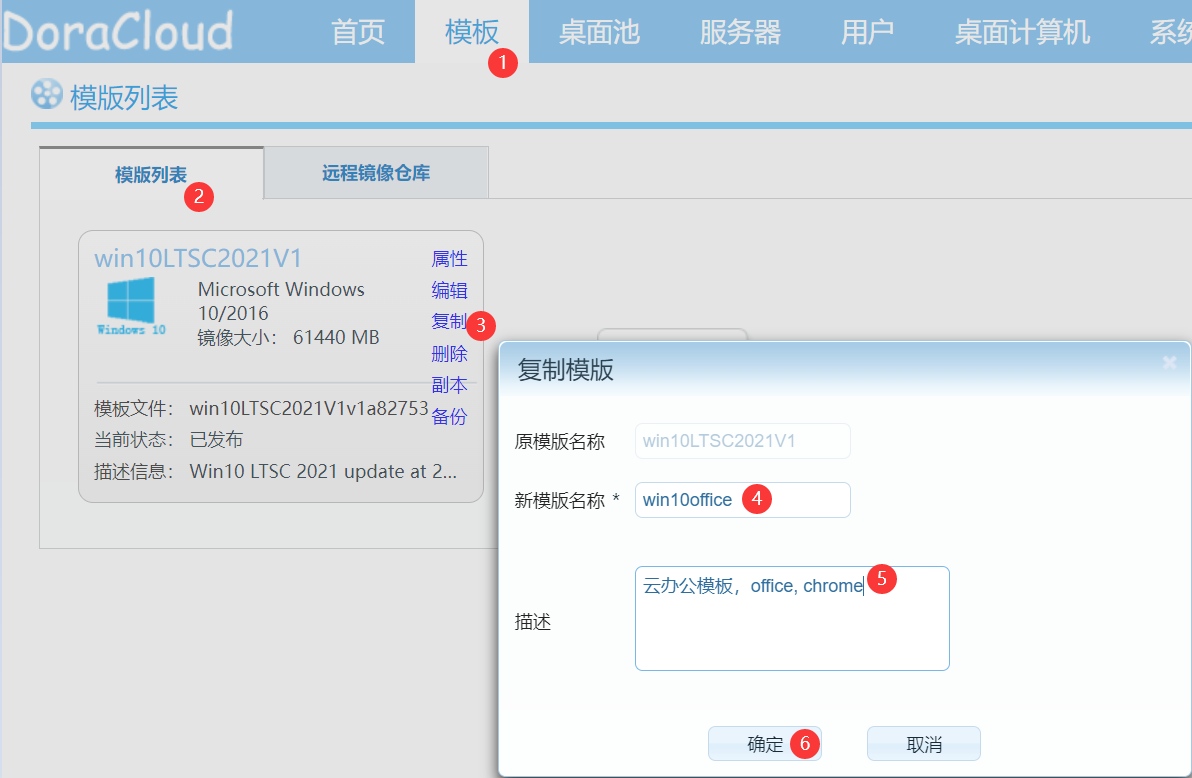 DoraCloud 首页 模板 桌面池 服务器 用户 桌面计算机 系统
1
模版列表
模版列表 远程镜像仓库
2
win10LTSC2021V1 属性
Microsoft Windows 编辑
10/2016 复制 3
Windows 10
镜像大小： 61440 MB 删除
副本
模板文件： win10LTSC2021V1v1a82753 备份
当前状态： 已发布
描述信息： Win10 LTSC 2021 update at 2...
复制模版
原模版名称 win10LTSC2021V1
新模版名称 * win10office 4
云办公模板，office, chrome 5
描述
确定 6 取消